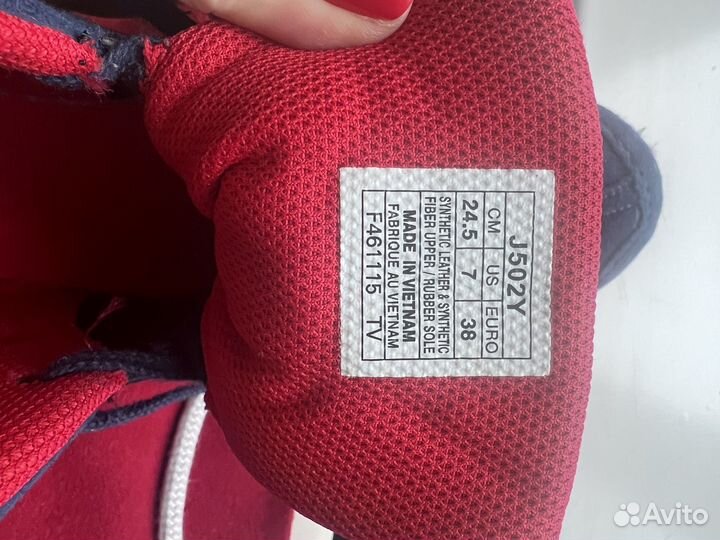 J502Y
CM US EURO
24.5 7 38
SYNTHETIC LEATHER & SYNTHETIC
FIBER UPPER / RUBBER SOLE
MADE IN VIETNAM
FABRIQUE AU VIETNAM
F461115 TV
Avito